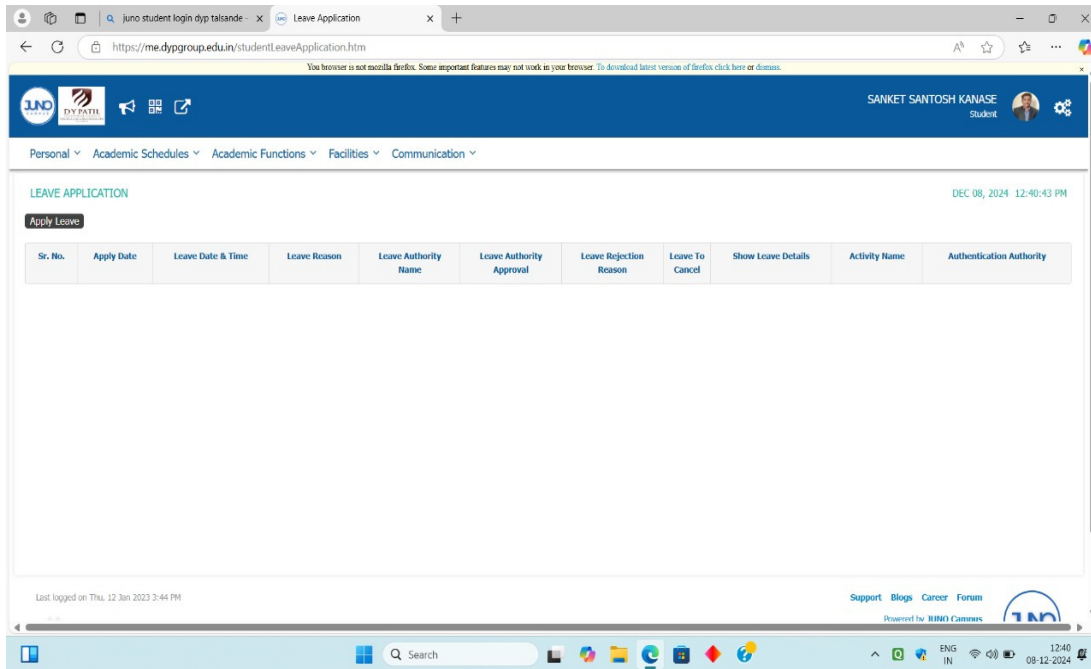 juno student login dyp talsande -
Leave Application
https://me.dypgroup.edu.in/studentLeaveApplication.htm
You browser is not mozilla firefox. Some important features may not work in your browser. To download latest version of firefox click here or dismiss.
JUNO
CAMPUS
DY PATIL
SANKET SANTOSH KANASE
Student
Personal Academic Schedules Academic Functions Facilities Communication
LEAVE APPLICATION
DEC 08, 2024 12:40:43 PM
Apply Leave
Sr. No. Apply Date Leave Date & Time Leave Reason Leave Authority Name Leave Authority Approval Leave Rejection Reason Leave To Cancel Show Leave Details Activity Name Authentication Authority
Last logged on Thu, 12 Jan 2023 3:44 PM
Support Blogs Career Forum
Powered by JUNO Campus
JUNO
Search
ENG
IN
12:40
08-12-2024